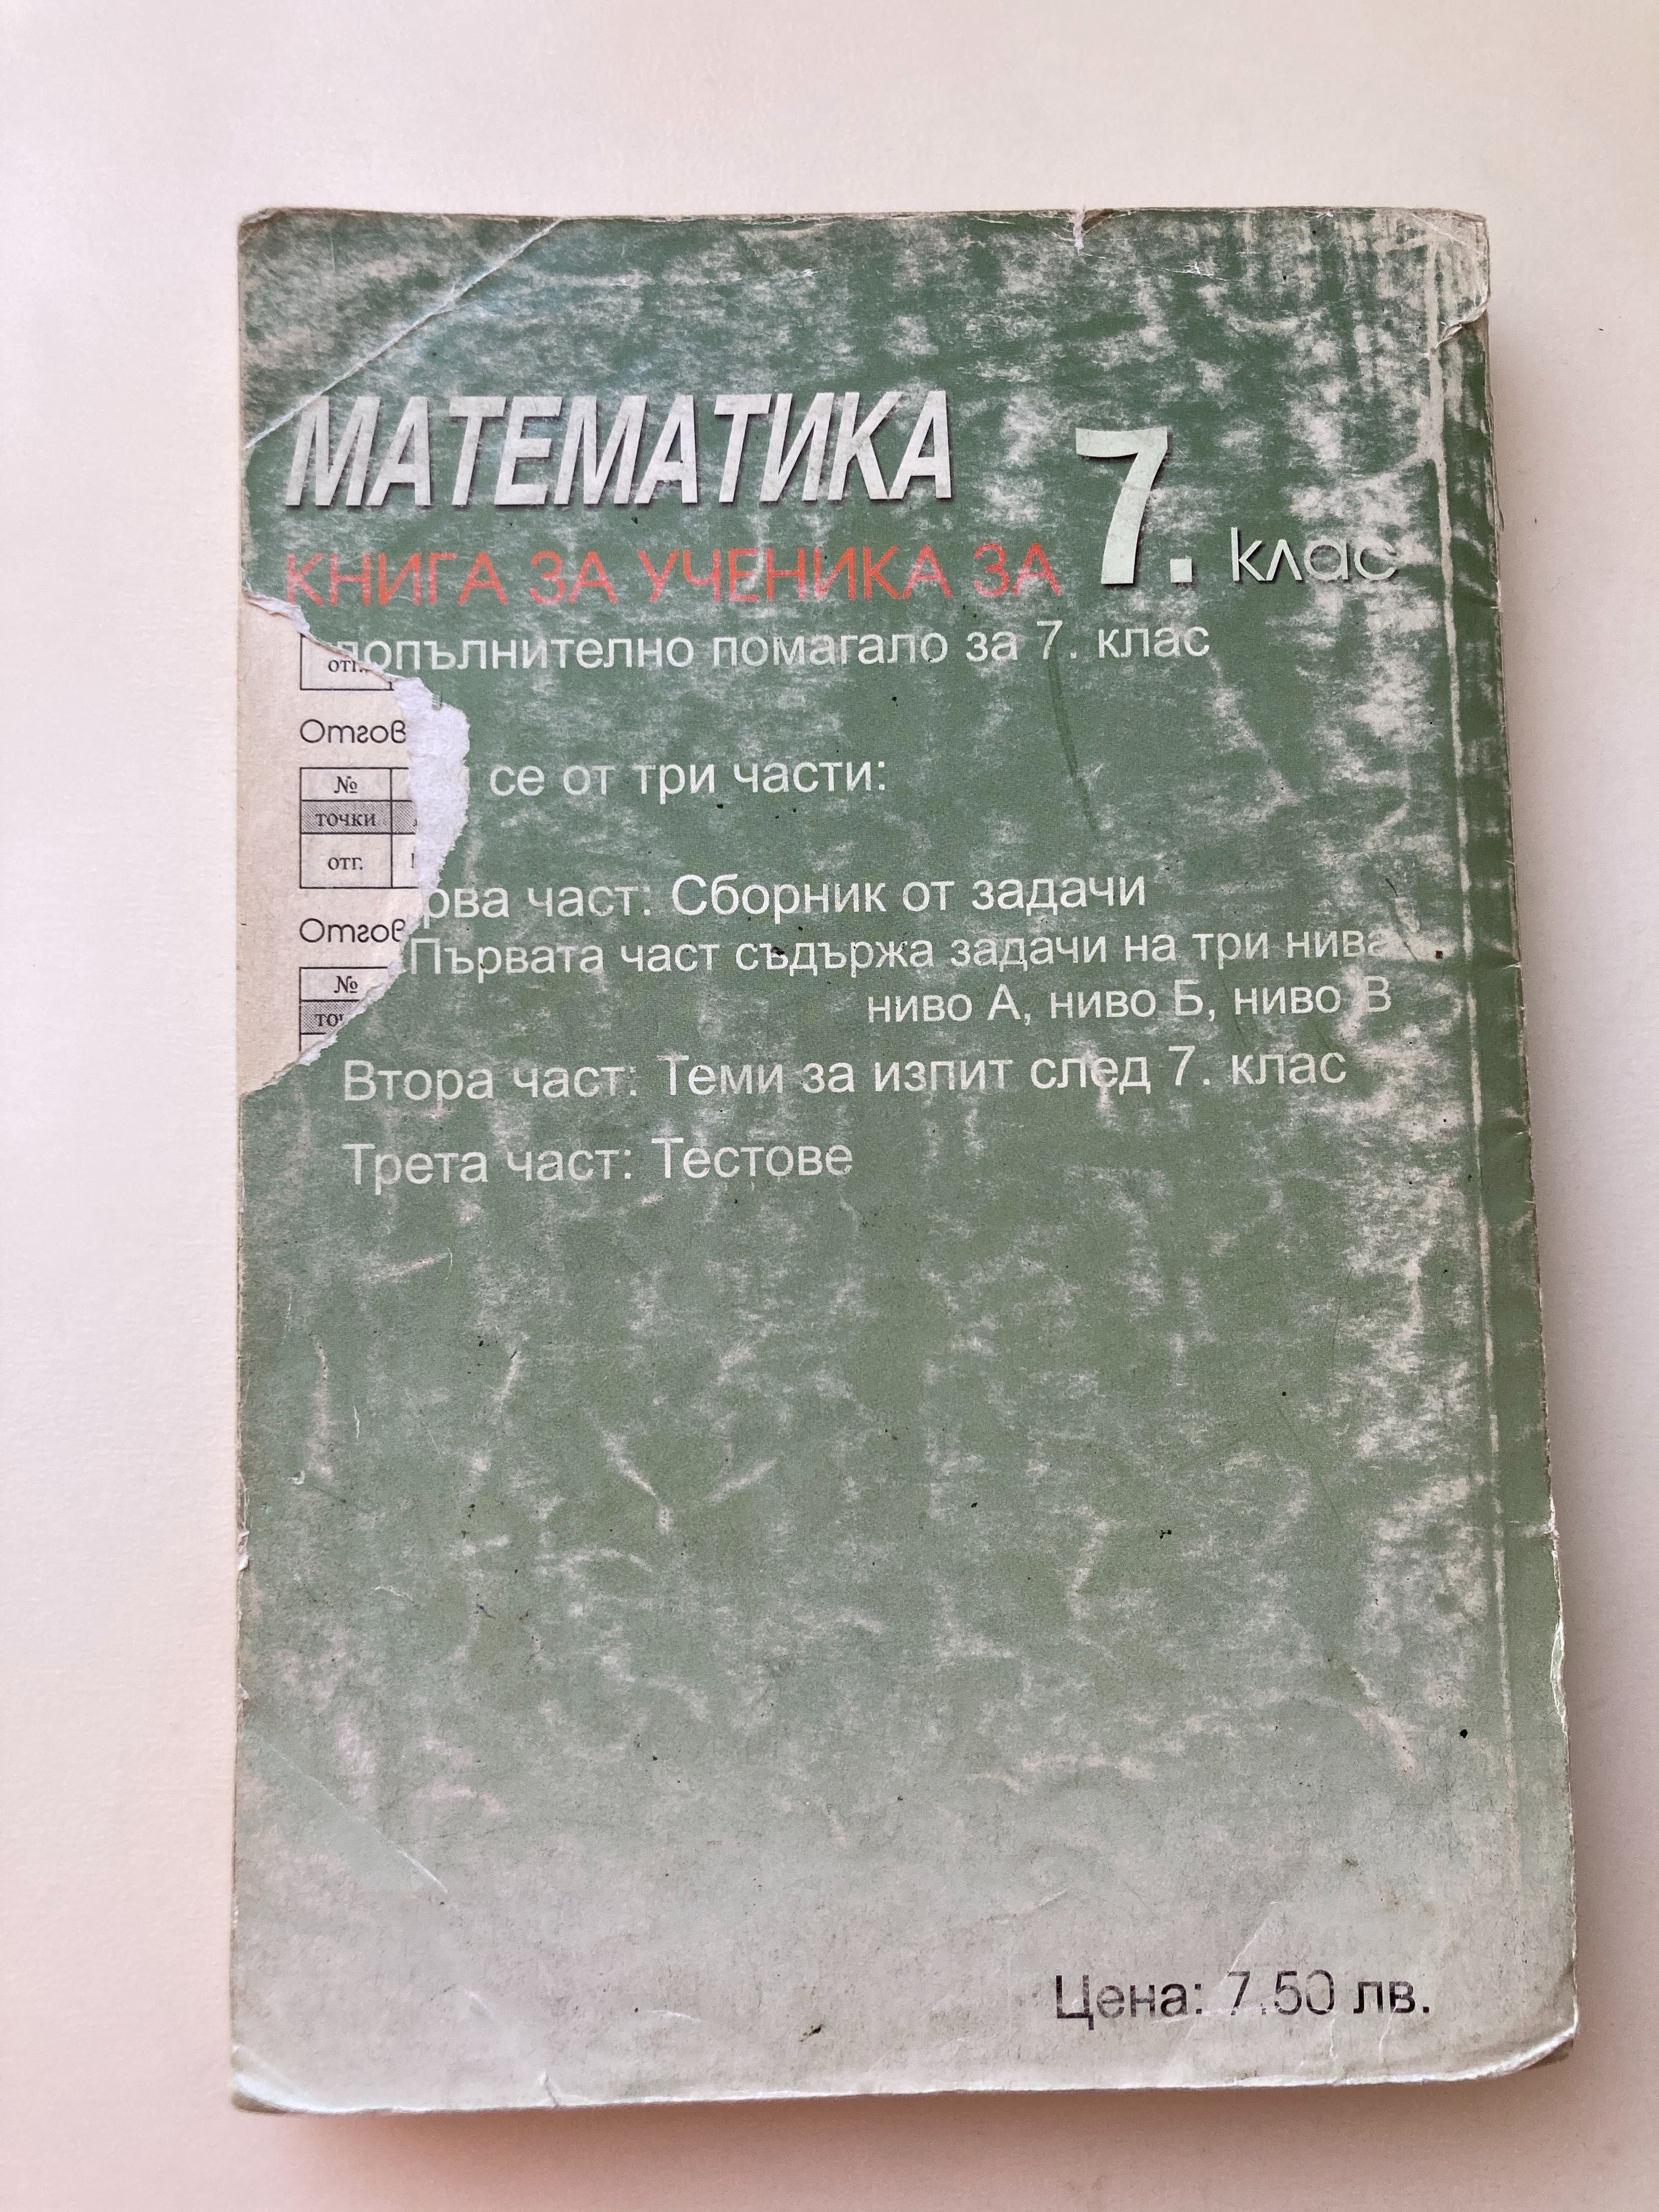 МАТЕМАТИКА
КНИГА ЗА УЧЕНИКА ЗА 7. клас
допълнително помагало за 7. клас
отг.
Отгов
се от три части:
№
точки
отг.
рва част: Сборник от задачи
Отгов
Първата част съдържа задачи на три нива
№
ниво А, ниво Б, ниво В
точ
Втора част: Теми за изпит след 7. клас
Трета част: Тестове
Цена: 7.50 лв.